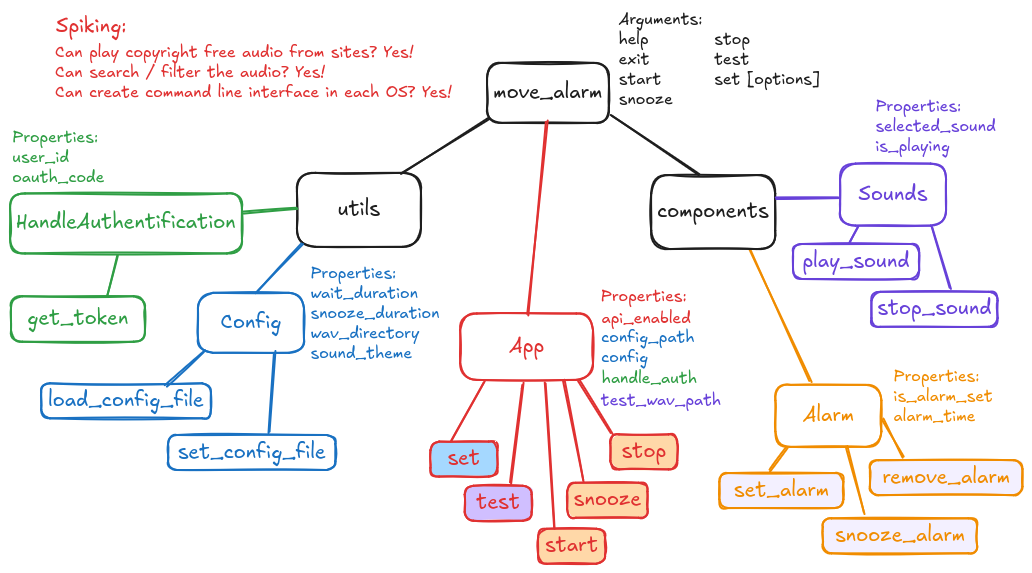 Spiking:
Can play copyright free audio from sites? Yes!
Can search / filter the audio? Yes!
Can create command line interface in each OS? Yes!
Arguments:
help stop
exit test
start set [options]
snooze
move_alarm
Properties:
user_id
oauth_code
HandleAuthentification
get_token
utils
Properties:
wait_duration
snooze_duration
wav_directory
sound_theme
Config
load_config_file
set_config_file
Properties:
api_enabled
config_path
config
handle_auth
test_wav_path
App
set
test
start
snooze
stop
components
Properties:
selected_sound
is_playing
Sounds
play_sound
stop_sound
Properties:
is_alarm_set
alarm_time
Alarm
set_alarm
remove_alarm
snooze_alarm